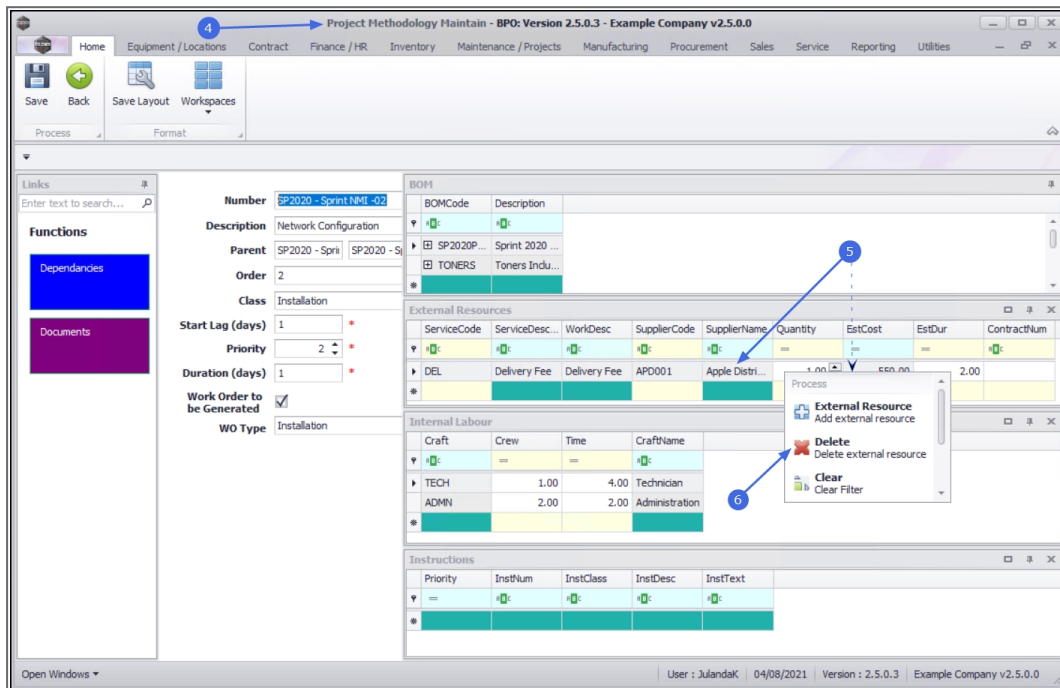 4
Project Methodology Maintain - BPO: Version 2.5.0.3 - Example Company v2.5.0.0
Home Equipment / Locations Contract Finance / HR Inventory Maintenance / Projects Manufacturing Procurement Sales Service Reporting Utilities
Save Back Save Layout Workspaces
Process Format
Links
Enter text to search...
Functions
Dependancies
Documents
Number SP2020 - Sprint NMI -02
Description Network Configuration
Parent SP2020 - Spri SP2020 - Sp
Order 2
Class Installation
Start Lag (days) 1 *
Priority 2 *
Duration (days) 1 *
Work Order to
be Generated
WO Type Installation
BOM
BOMCode Description
SP2020P... Sprint 2020 ...
TONERS Toners Inclu...
5
External Resources
ServiceCode ServiceDesc... WorkDesc SupplierCode SupplierName Quantity EstCost EstDur ContractNum
DEL Delivery Fee Delivery Fee APD001 Apple Distri... 1.00 550.00 2.00
Process
External Resource
Add external resource
Delete
Delete external resource
Clear
Clear Filter
6
Internal Labour
Craft Crew Time CraftName
TECH 1.00 4.00 Technician
ADMN 2.00 2.00 Administration
Instructions
Priority InstNum InstClass InstDesc InstText
Open Windows User : JulandaK 04/08/2021 Version : 2.5.0.3 Example Company v2.5.0.0